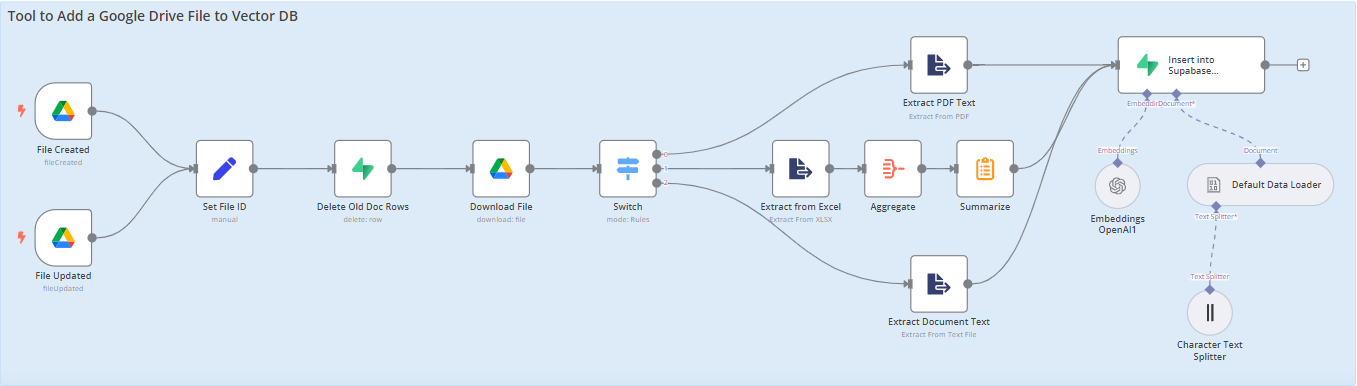 Tool to Add a Google Drive File to Vector DB
File Created
fileCreated
File Updated
fileUpdated
Set File ID
manual
Delete Old Doc Rows
delete: row
Download File
download: file
Switch
mode: Rules
0
1
2
Extract PDF Text
Extract From PDF
Extract from Excel
Extract From XLSX
Aggregate
Summarize
Extract Document Text
Extract From Text File
Insert into
Supabase...
Embeddir
Document*
Embeddings
Embeddings
OpenAI1
Document
Default Data Loader
Text Splitter*
Text Splitter
Character Text
Splitter